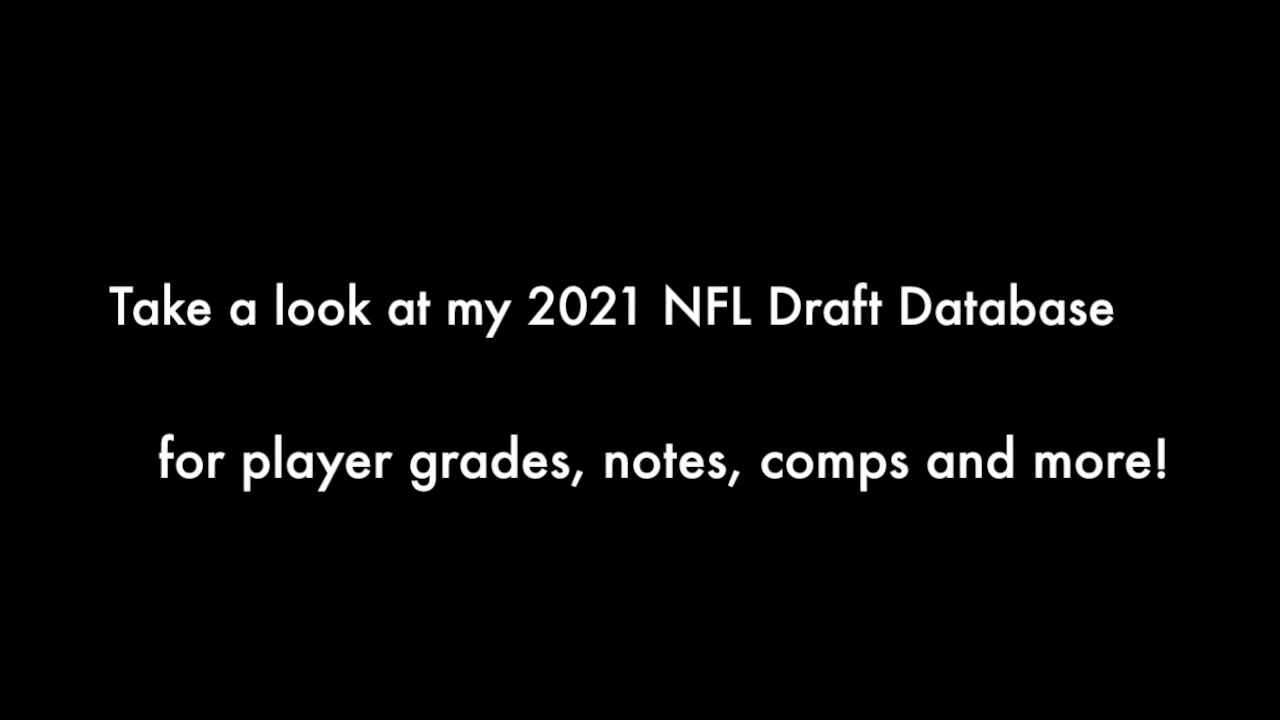 Take a look at my 2021 NFL Draft Database
for player grades, notes, comps and more!